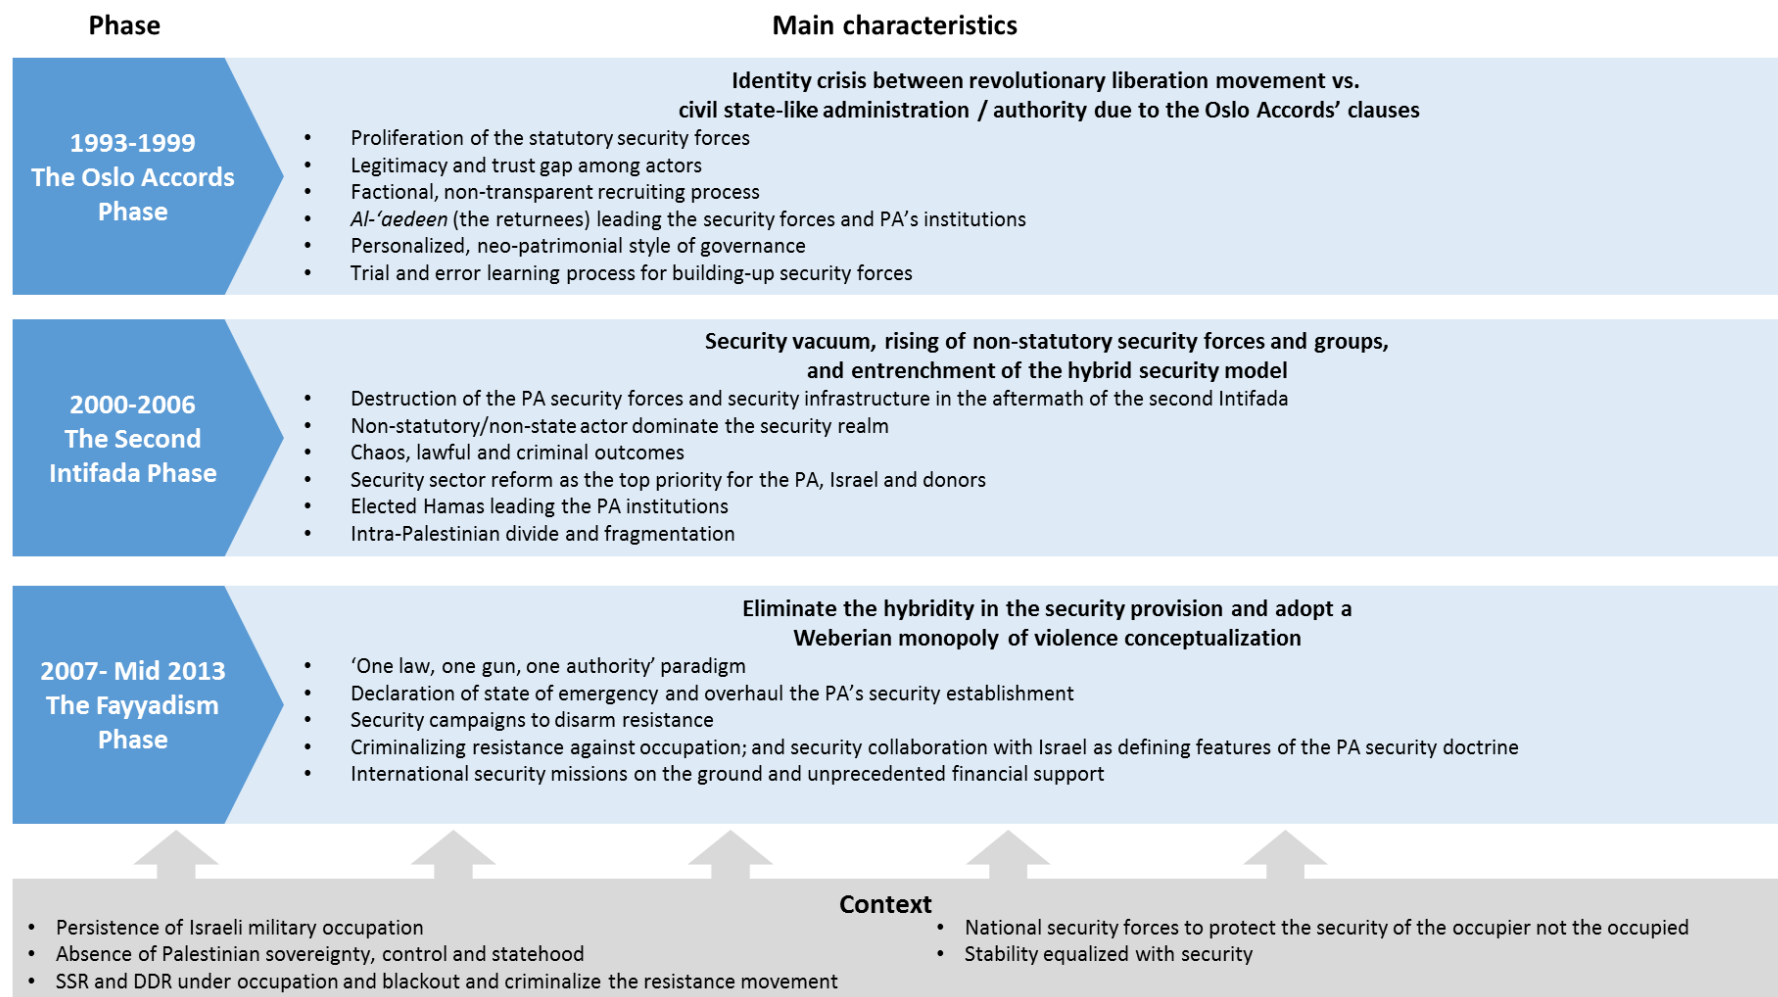 Phase
Main characteristics
1993-1999
The Oslo Accords
Phase
Identity crisis between revolutionary liberation movement vs.
civil state-like administration / authority due to the Oslo Accords’ clauses
• Proliferation of the statutory security forces
• Legitimacy and trust gap among actors
• Factional, non-transparent recruiting process
• Al-‘aedeen (the returnees) leading the security forces and PA’s institutions
• Personalized, neo-patrimonial style of governance
• Trial and error learning process for building-up security forces
2000-2006
The Second
Intifada Phase
Security vacuum, rising of non-statutory security forces and groups,
and entrenchment of the hybrid security model
• Destruction of the PA security forces and security infrastructure in the aftermath of the second Intifada
• Non-statutory/non-state actor dominate the security realm
• Chaos, lawful and criminal outcomes
• Security sector reform as the top priority for the PA, Israel and donors
• Elected Hamas leading the PA institutions
• Intra-Palestinian divide and fragmentation
2007- Mid 2013
The Fayyadism
Phase
Eliminate the hybridity in the security provision and adopt a
Weberian monopoly of violence conceptualization
• ‘One law, one gun, one authority’ paradigm
• Declaration of state of emergency and overhaul the PA’s security establishment
• Security campaigns to disarm resistance
• Criminalizing resistance against occupation; and security collaboration with Israel as defining features of the PA security doctrine
• International security missions on the ground and unprecedented financial support
Context
• Persistence of Israeli military occupation
• Absence of Palestinian sovereignty, control and statehood
• SSR and DDR under occupation and blackout and criminalize the resistance movement
• National security forces to protect the security of the occupier not the occupied
• Stability equalized with security